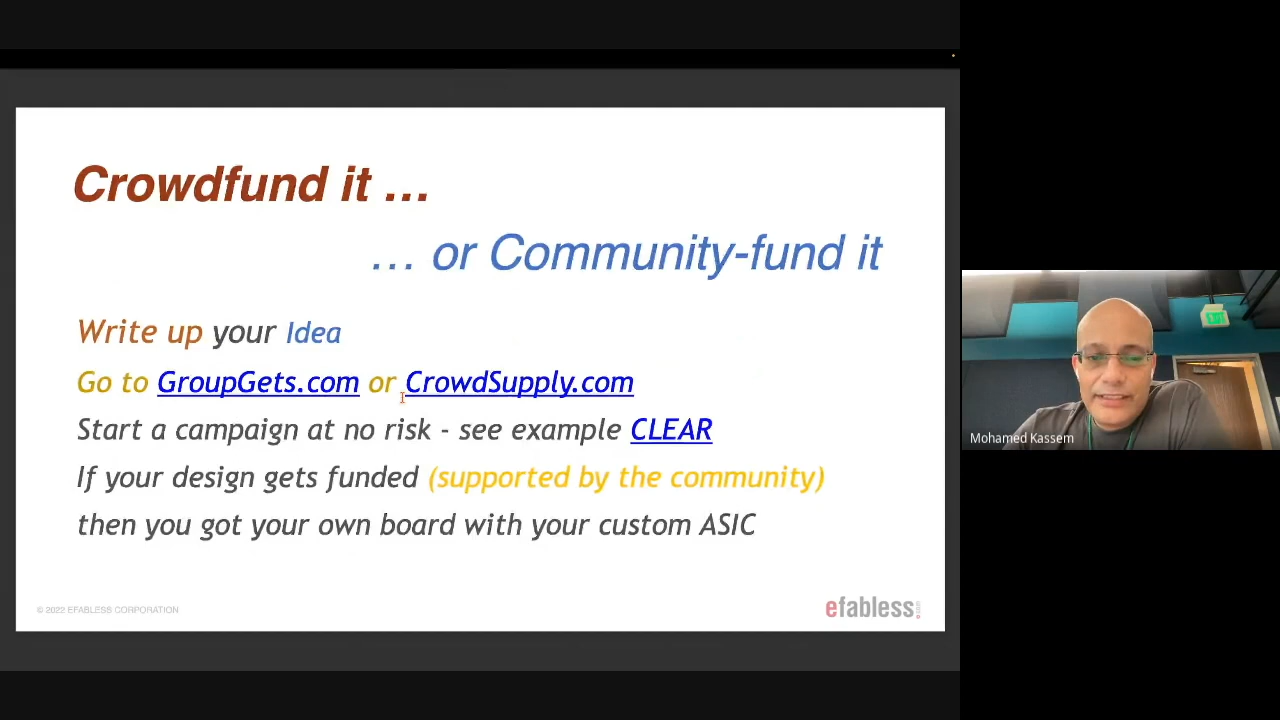 Crowdfund it ...
... or Community-fund it
Write up your Idea
Go to GroupGets.com or CrowdSupply.com
Start a campaign at no risk - see example CLEAR
If your design gets funded (supported by the community)
then you got your own board with your custom ASIC
© 2022 EFABLESS CORPORATION
efabless.com
Mohamed Kassem
EXIT